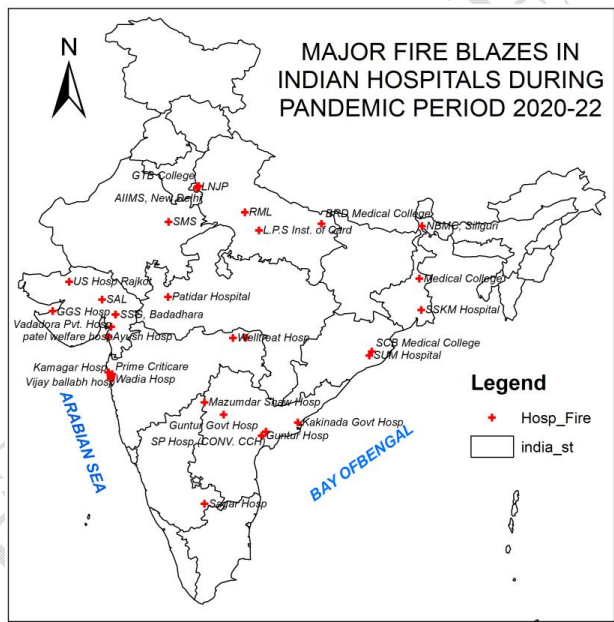 N
MAJOR FIRE BLAZES IN
INDIAN HOSPITALS DURING
PANDEMIC PERIOD 2020-22
GTB College
LNJP
AIIMS, New Delhi
RML
BRD Medical College
SMS
L.P.S Inst. of Card
NBMC, Siliguri
US Hosp Rajkot
Medical College
SAL
Patidar Hospital
GGS Hosp
SSG, Badadhara
SSKM Hospital
Vadadora Pvt. Hosp
patel welfare hosp
Ayush Hosp
Welltreat Hosp
SCB Medical College
SUM Hospital
Kamagar Hosp
Prime Criticare
Vijay ballabh hosp
Wadia Hosp
Legend
Mazumdar Shaw Hosp
Hosp_Fire
Guntur Govt Hosp
Kakinada Govt Hosp
SP Hosp (CONV. CCH)
Guntur Hosp
india_st
ARABIAN SEA
BAY OFBENGAL
Sagar Hosp